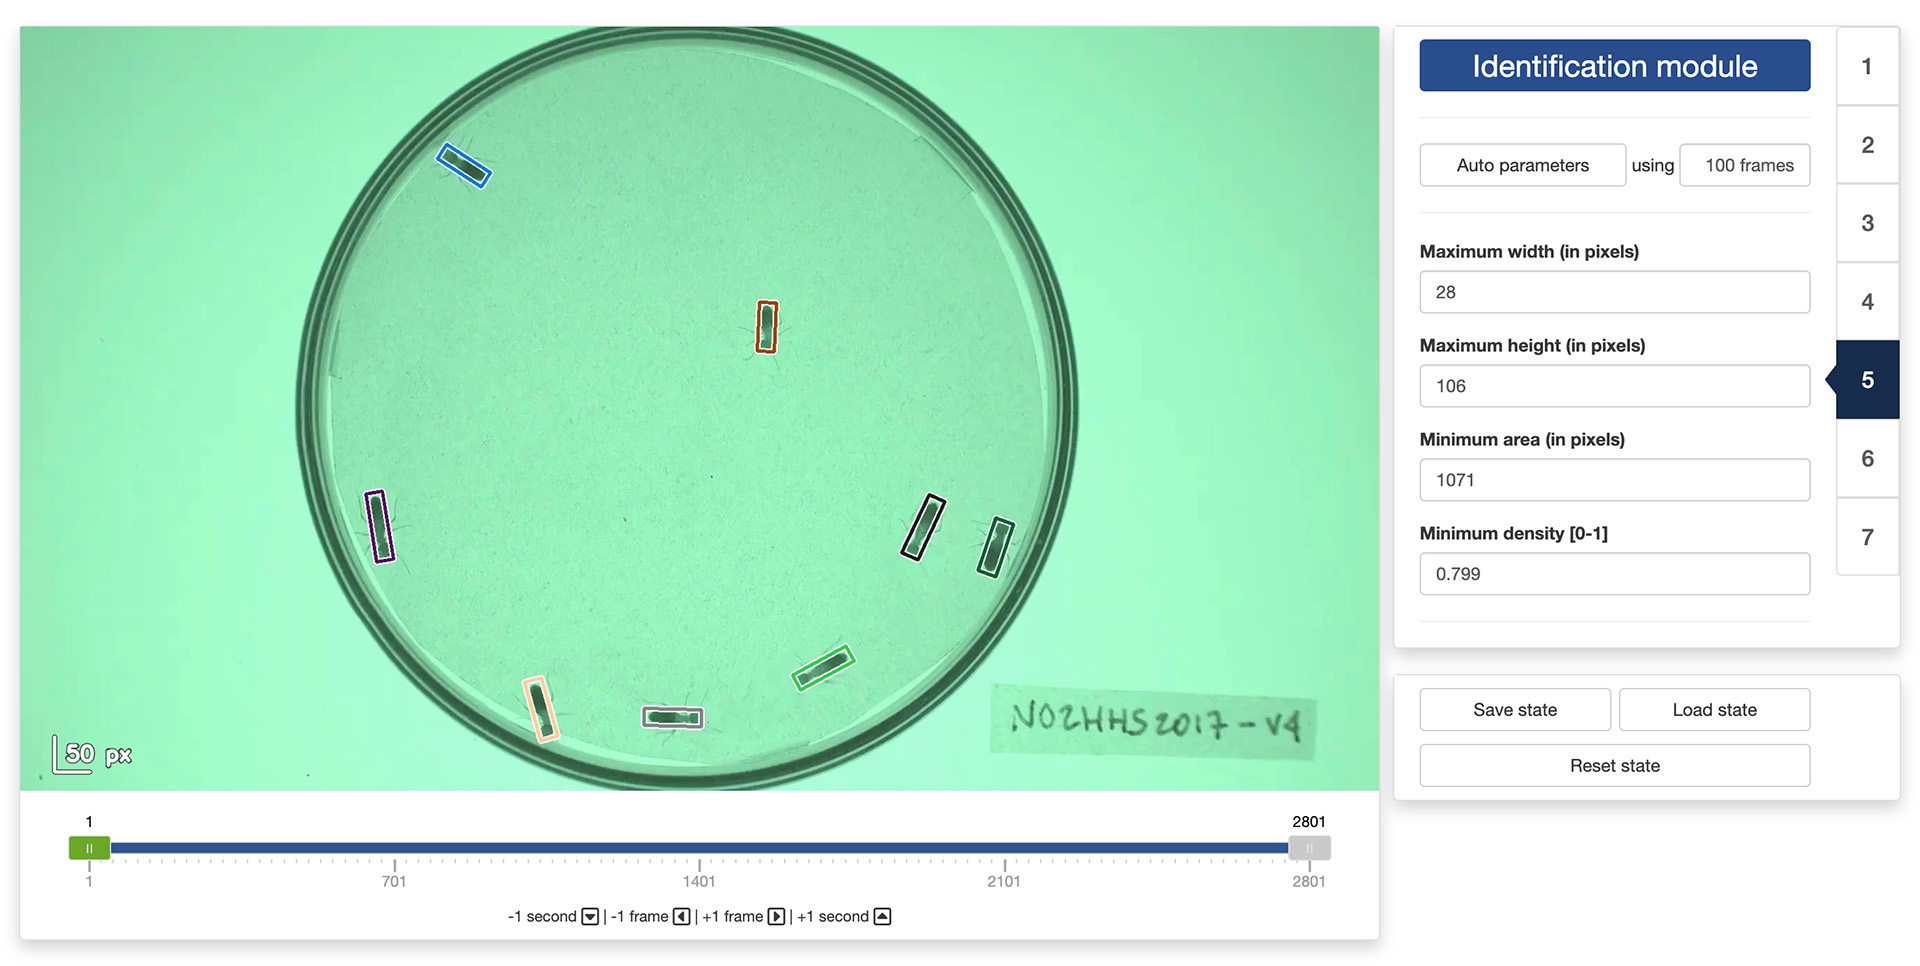 Identification module
Auto parameters using 100 frames
Maximum width (in pixels)
28
Maximum height (in pixels)
106
Minimum area (in pixels)
1071
Minimum density [0-1]
0.799
1
2
3
4
5
6
7
Save state
Load state
Reset state
NO2HHS2017-V4
50 px
1
2801
1
701
1401
2101
2801
-1 second | -1 frame | +1 frame | +1 second